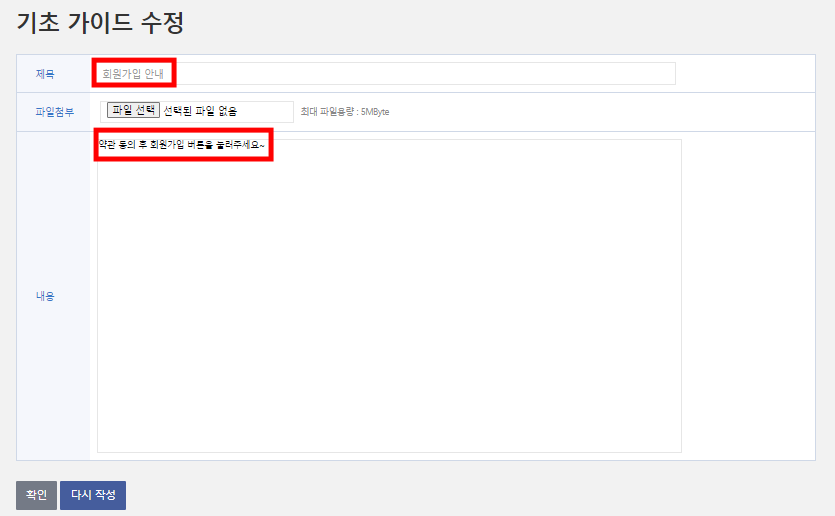 기초 가이드 수정
제목 회원가입 안내
파일첨부 파일 선택 선택된 파일 없음 최대 파일용량 : 5MByte
약관 동의 후 회원가입 버튼을 눌러주세요~
내용
확인 다시 작성